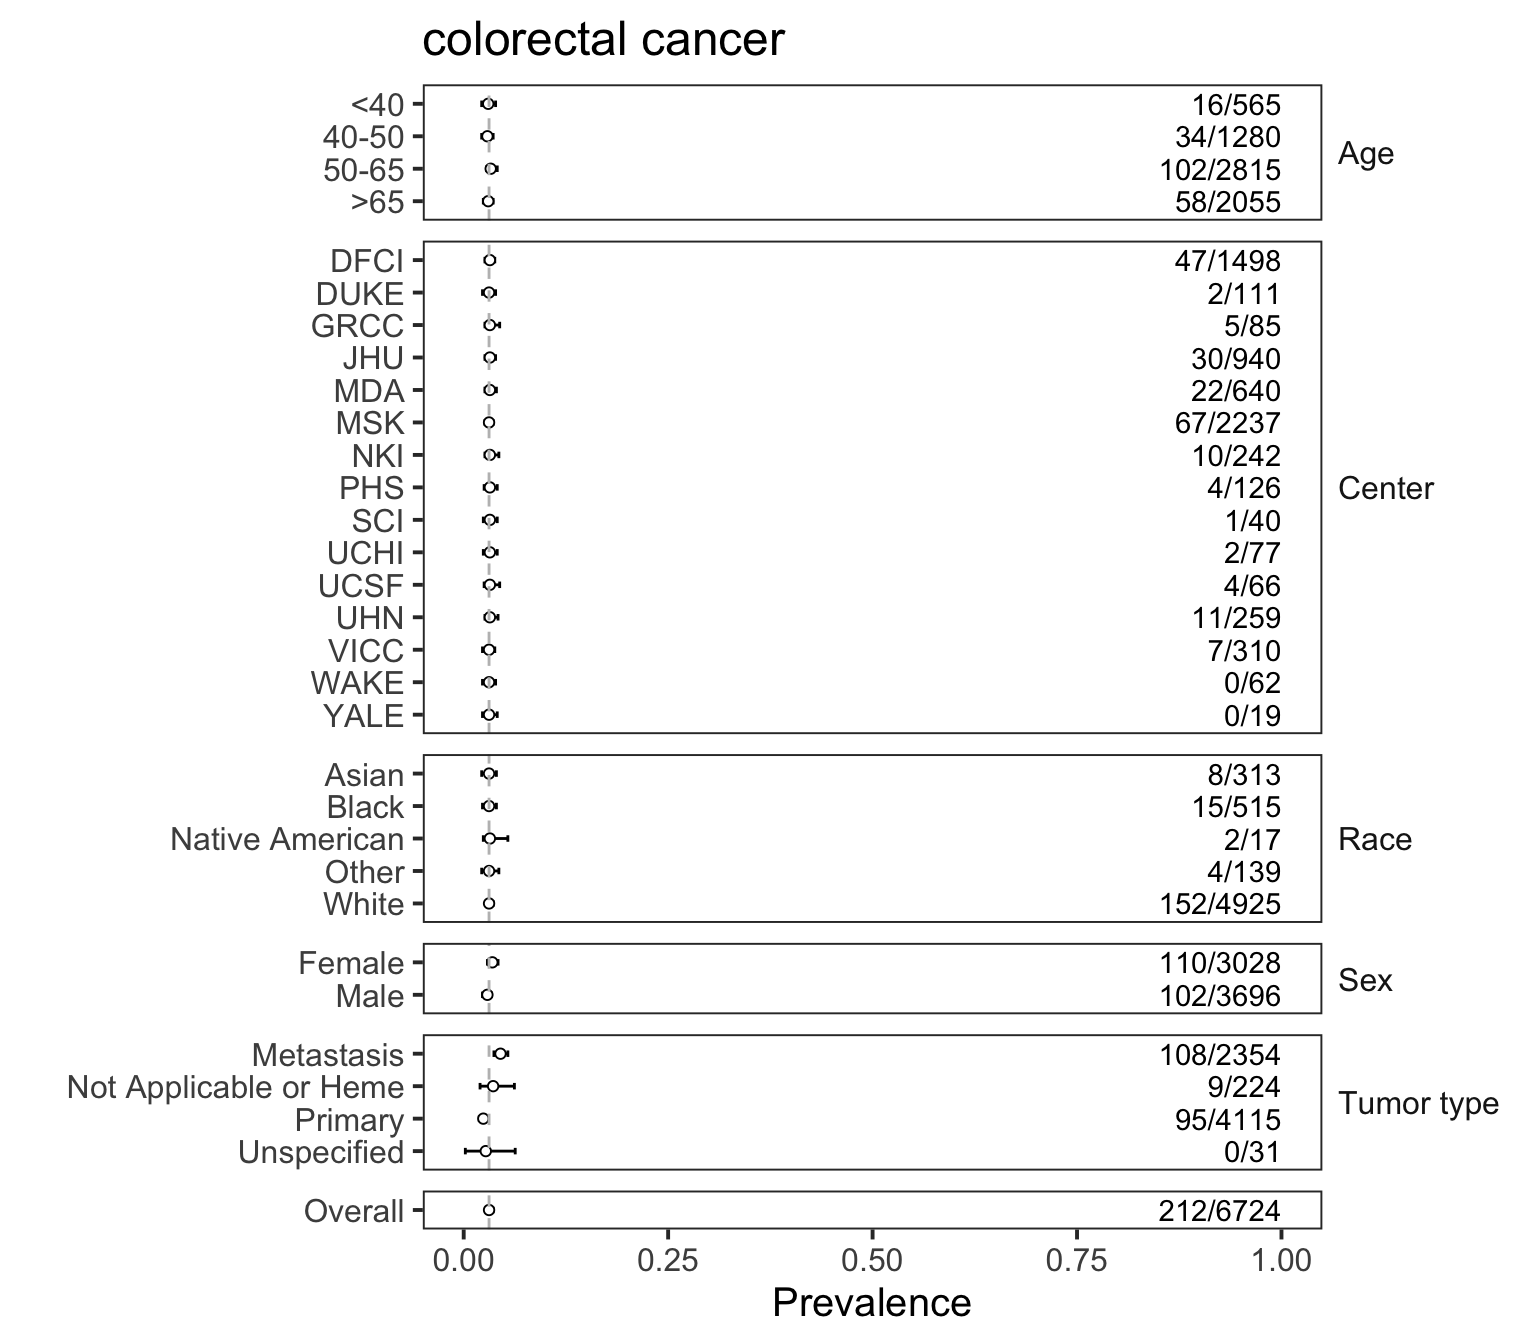 colorectal cancer
<40 16/565
40-50 34/1280
50-65 102/2815
>65 58/2055
Age
DFCI 47/1498
DUKE 2/111
GRCC 5/85
JHU 30/940
MDA 22/640
MSK 67/2237
NKI 10/242
PHS 4/126
SCI 1/40
UCHI 2/77
UCSF 4/66
UHN 11/259
VICC 7/310
WAKE 0/62
YALE 0/19
Center
Asian 8/313
Black 15/515
Native American 2/17
Other 4/139
White 152/4925
Race
Female 110/3028
Male 102/3696
Sex
Metastasis 108/2354
Not Applicable or Heme 9/224
Primary 95/4115
Unspecified 0/31
Tumor type
Overall 212/6724
0.00 0.25 0.50 0.75 1.00
Prevalence